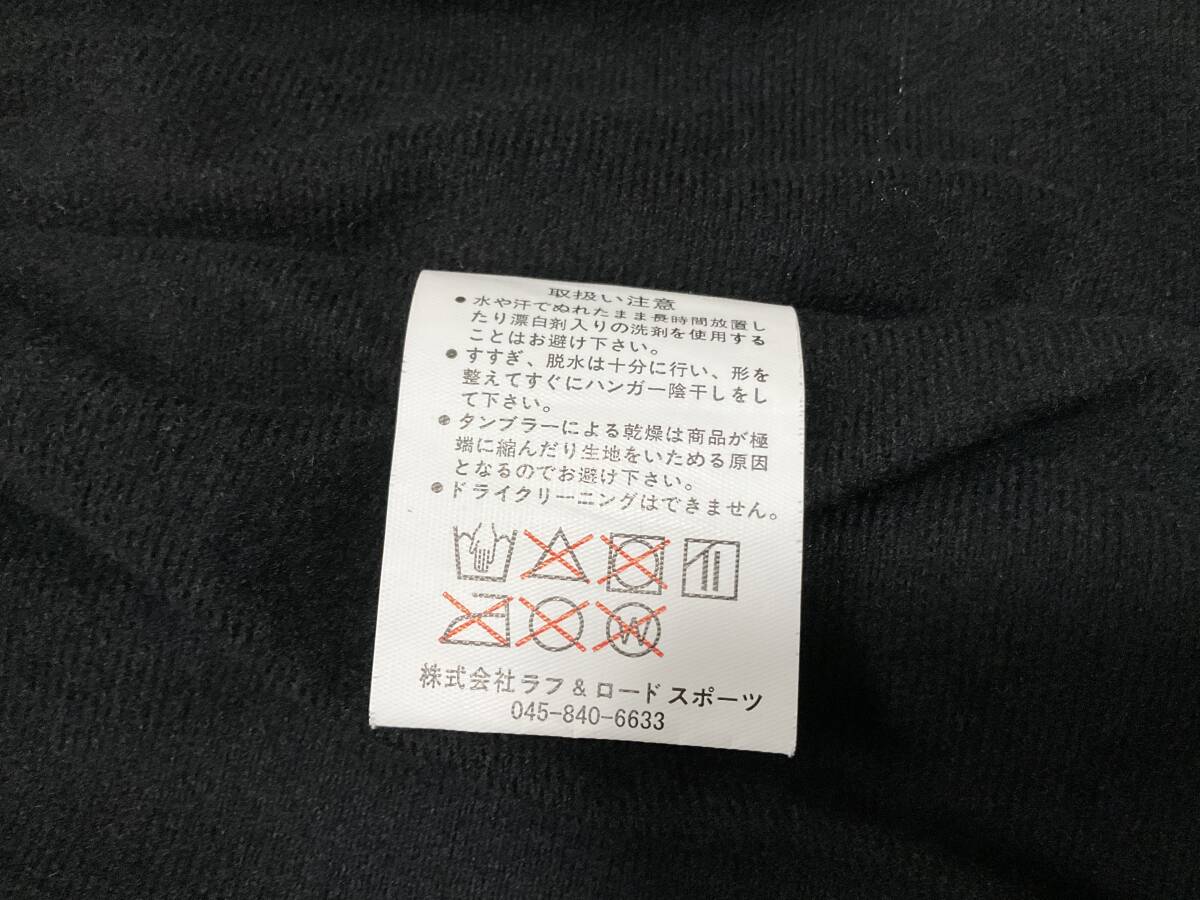 取扱い注意
● 水や汗でぬれたまま長時間放置し
たり漂白剤入りの洗剤を使用する
ことはお避け下さい。
● すすぎ、脱水は十分に行い、形を
整えてすぐにハンガー陰干しをし
て下さい。
● タンブラーによる乾燥は商品が極
端に縮んだり生地をいためる原因
となるのでお避け下さい。
● ドライクリーニングはできません。
W
株式会社ラフ&ロードスポーツ
045-840-6633